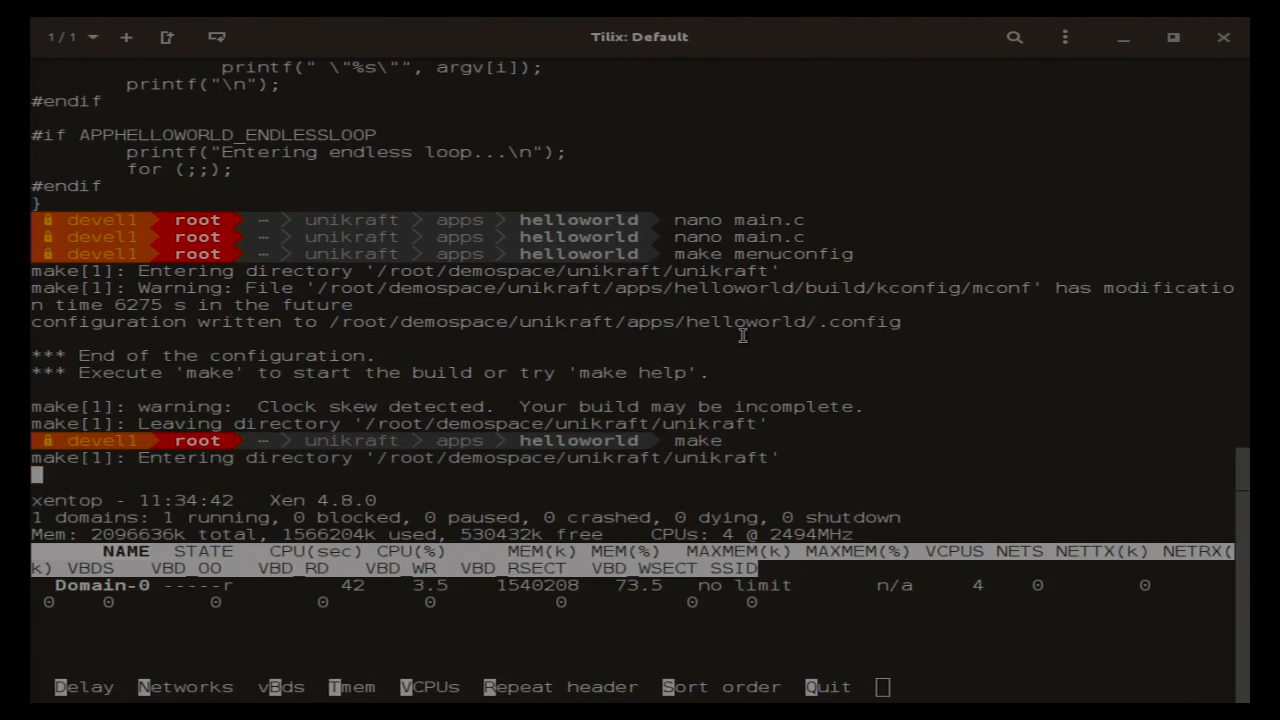 1 / 1
Tilix: Default
printf(" \"%s\"", argv[i]);
printf("\n");
#endif
#if APPHELLOWORLD_ENDLESSLOOP
printf("Entering endless loop...\n");
for (;;);
#endif
}
devel1 root ⋯ unikraft apps helloworld nano main.c
devel1 root ⋯ unikraft apps helloworld nano main.c
devel1 root ⋯ unikraft apps helloworld make menuconfig
make[1]: Entering directory '/root/demospace/unikraft/unikraft'
make[1]: Warning: File '/root/demospace/unikraft/apps/helloworld/build/kconfig/mconf' has modificatio
n time 6275 s in the future
configuration written to /root/demospace/unikraft/apps/helloworld/.config
*** End of the configuration.
*** Execute 'make' to start the build or try 'make help'.
make[1]: warning:  Clock skew detected.  Your build may be incomplete.
make[1]: Leaving directory '/root/demospace/unikraft/unikraft'
devel1 root ⋯ unikraft apps helloworld make
make[1]: Entering directory '/root/demospace/unikraft/unikraft'
xentop - 11:34:42   Xen 4.8.0
1 domains: 1 running, 0 blocked, 0 paused, 0 crashed, 0 dying, 0 shutdown
Mem: 2096636k total, 1566204k used, 530432k free    CPUs: 4 @ 2494MHz
NAME  STATE   CPU(sec) CPU(%)     MEM(k) MEM(%)  MAXMEM(k) MAXMEM(%) VCPUS NETS NETTX(k) NETRX(
k) VBDS   VBD_OO   VBD_RD   VBD_WR  VBD_RSECT  VBD_WSECT SSID
Domain-0 -----r         42    3.5    1540208   73.5   no limit       n/a     4    0        0
0    0        0        0        0          0          0    0
Delay  Networks  vBds  Tmem  VCPUs  Repeat header  Sort order  Quit